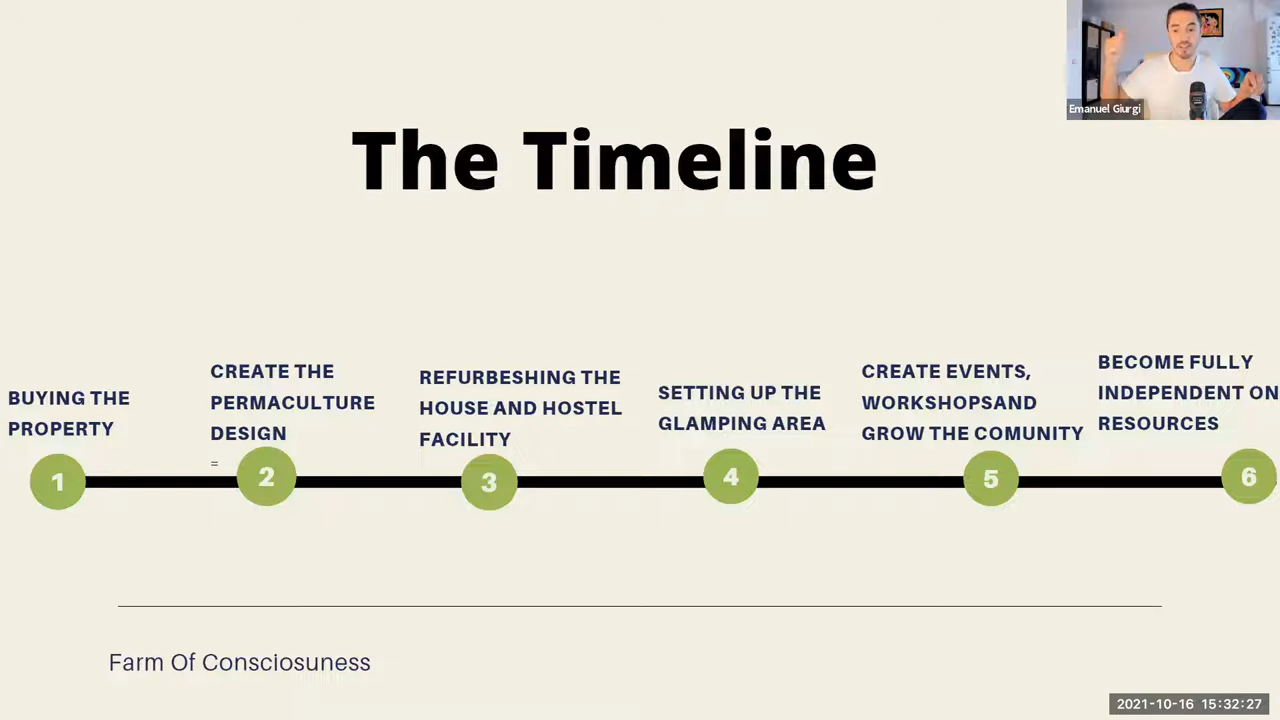 Emanuel Giurgi
The Timeline
BUYING THE
PROPERTY
CREATE THE
PERMACULTURE
DESIGN
=
REFURBESHING THE
HOUSE AND HOSTEL
FACILITY
SETTING UP THE
GLAMPING AREA
CREATE EVENTS,
WORKSHOPSAND
GROW THE COMUNITY
BECOME FULLY
INDEPENDENT ON
RESOURCES
1
2
3
4
5
6
Farm Of Consciosuness
2021-10-16 15:32:27